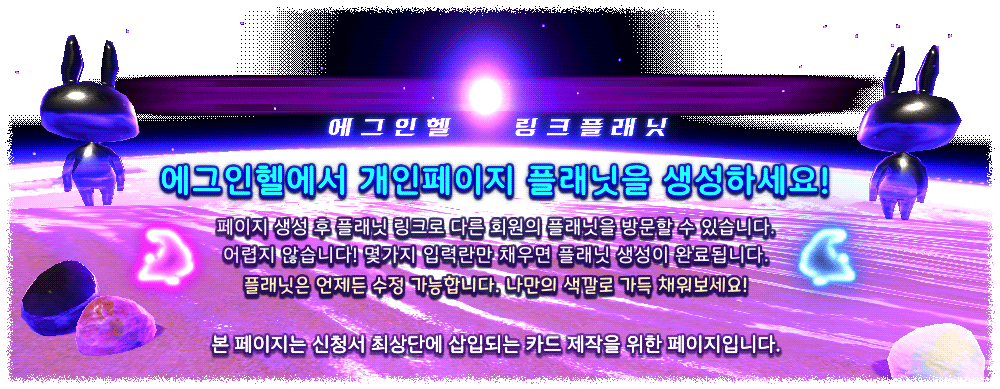 에그인헬 링크플래닛
에그인헬에서 개인페이지 플래닛을 생성하세요!
페이지 생성 후 플래닛 링크로 다른 회원의 플래닛을 방문할 수 있습니다.
어렵지 않습니다! 몇가지 입력란만 채우면 플래닛 생성이 완료됩니다.
플래닛은 언제든 수정 가능합니다. 나만의 색깔로 가득 채워보세요!
본 페이지는 신청서 최상단에 삽입되는 카드 제작을 위한 페이지입니다.